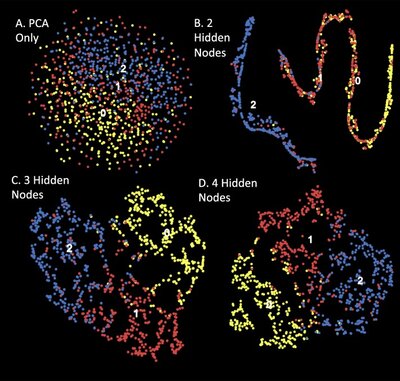 A. PCA
Only
2
1
0
B. 2
Hidden
Nodes
1
0
2
C. 3 Hidden
Nodes
0
2
1
D. 4 Hidden
Nodes
1
2